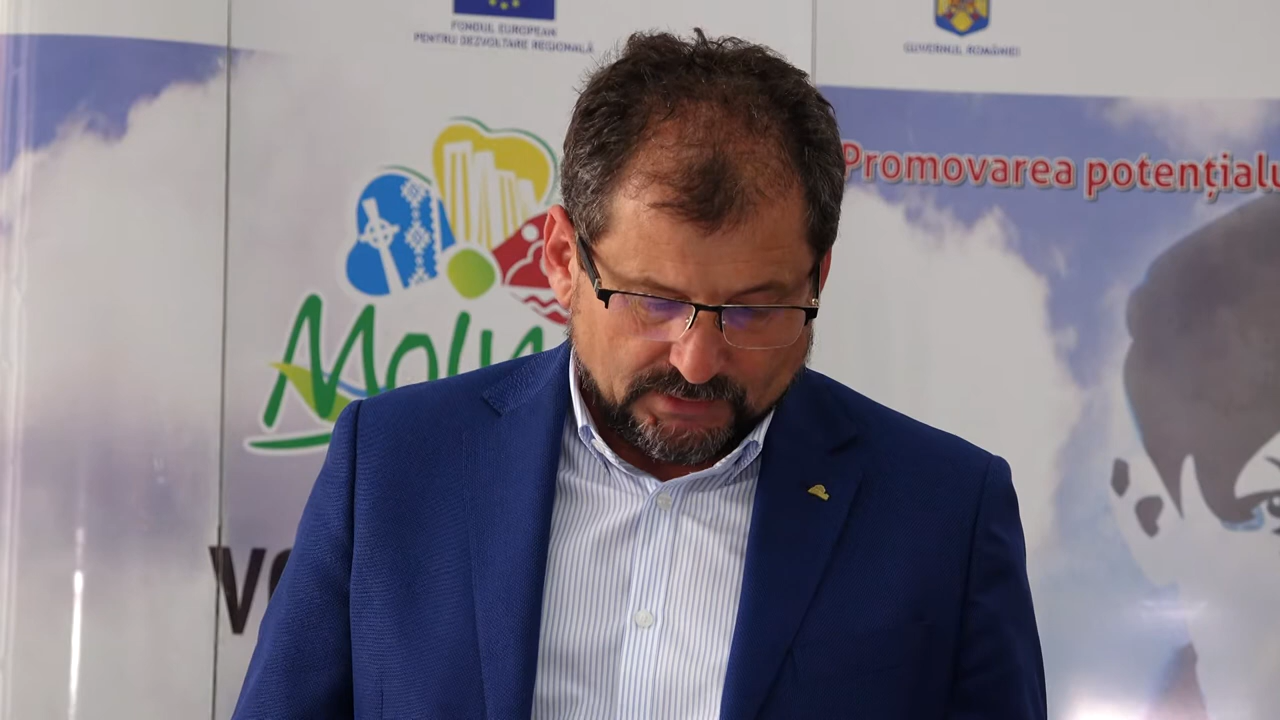 FONDUL EUROPEAN
PENTRU DEZVOLTARE REGIONALĂ
GUVERNUL ROMÂNIEI
Promovarea potențialu